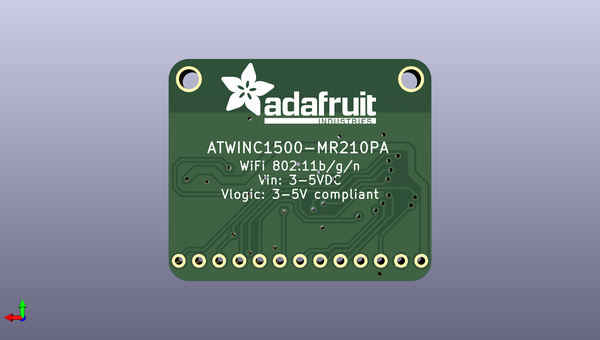 adafruit
INDUSTRIES
ATWINC1500-MR210PA
WiFi 802.11b/g/n
Vin: 3-5VDC
Vlogic: 3-5V compliant